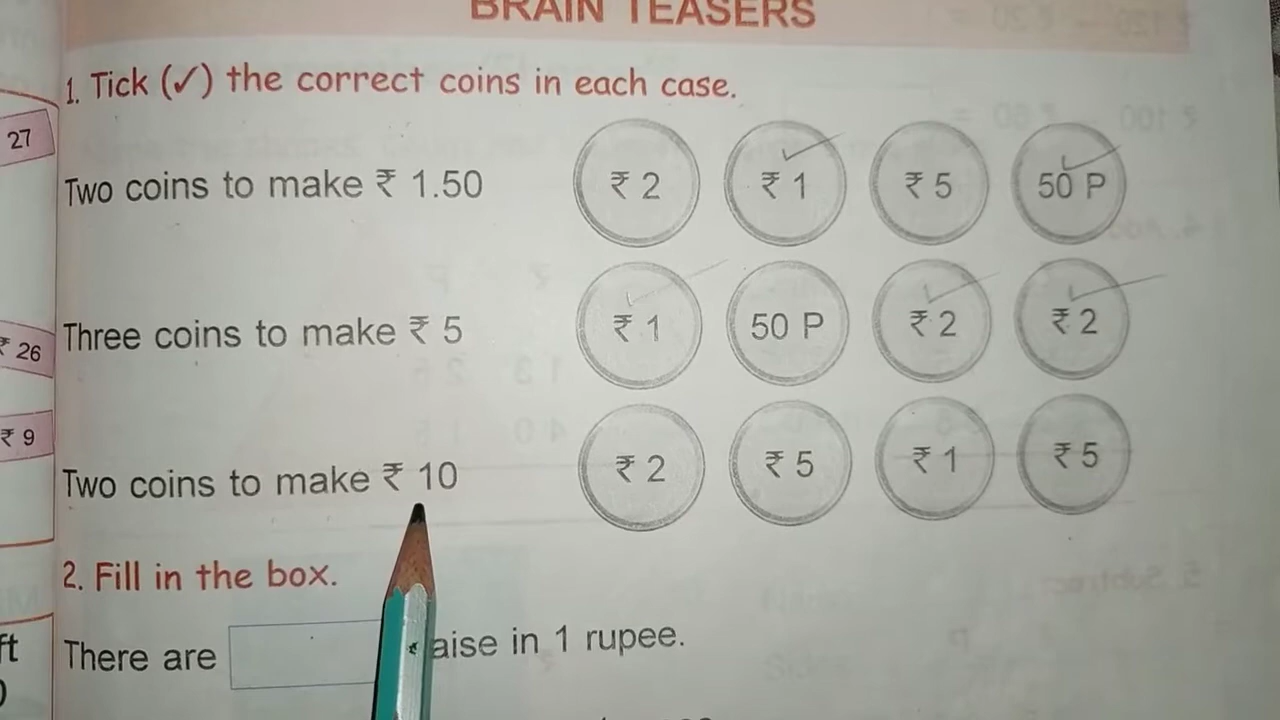 BRAIN TEASERS
1. Tick (✓) the correct coins in each case.
27
Two coins to make ₹ 1.50 ₹ 2 ₹ 1 ₹ 5 50 P
Three coins to make ₹ 5 ₹ 1 50 P ₹ 2 ₹ 2
₹ 26
₹ 9
Two coins to make ₹ 10 ₹ 2 ₹ 5 ₹ 1 ₹ 5
2. Fill in the box.
ft
There are aise in 1 rupee.